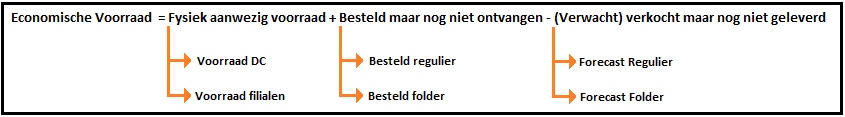 Economische Voorraad = Fysiek aanwezig voorraad + Besteld maar nog niet ontvangen - (Verwacht) verkocht maar nog niet geleverd
Voorraad DC Besteld regulier Forecast Regulier
Voorraad filialen Besteld folder Forecast Folder